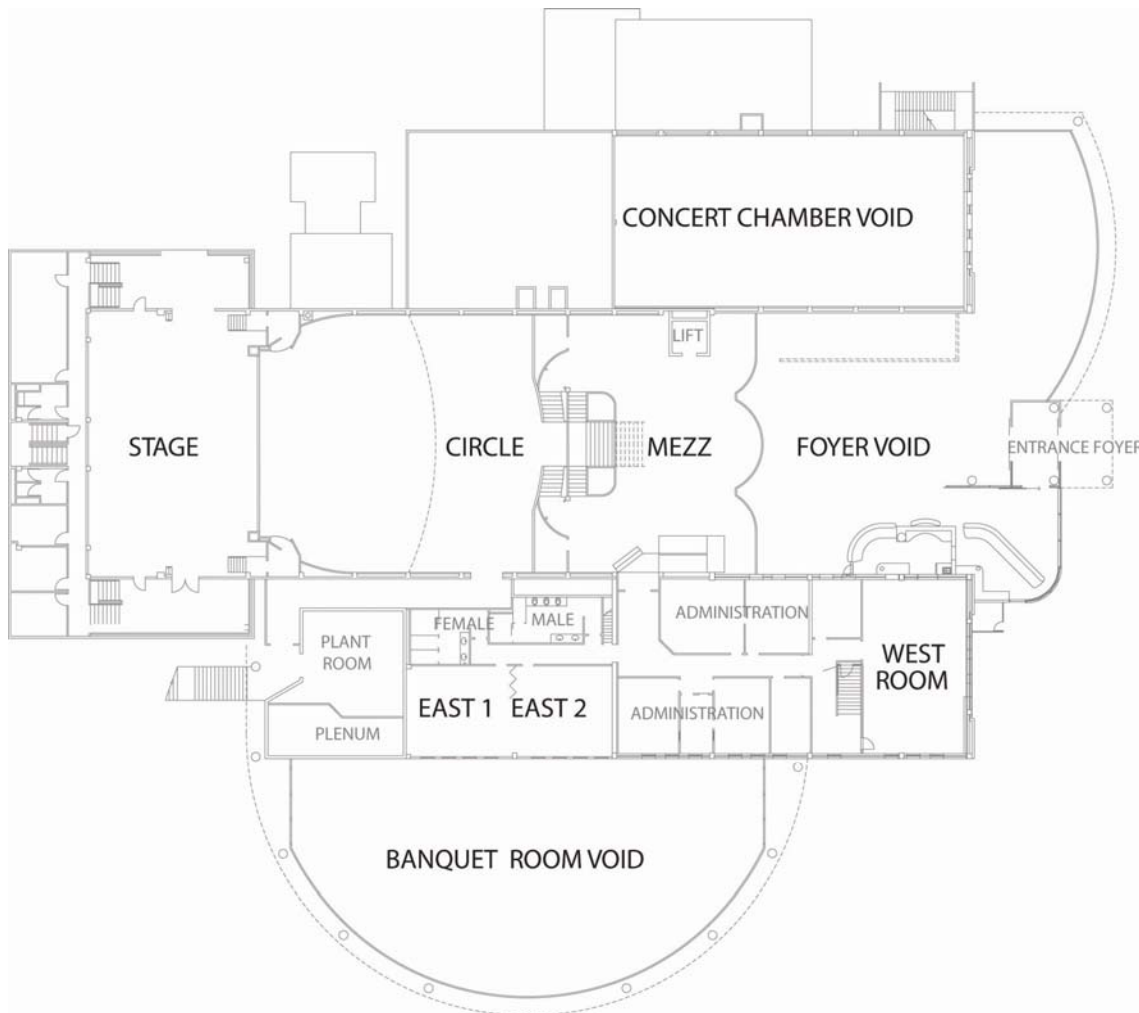 CONCERT CHAMBER VOID
LIFT
STAGE
CIRCLE
MEZZ
FOYER VOID
ENTRANCE FOYER
FEMALE
MALE
ADMINISTRATION
PLANT
ROOM
WEST
ROOM
EAST 1
EAST 2
ADMINISTRATION
PLENUM
BANQUET ROOM VOID